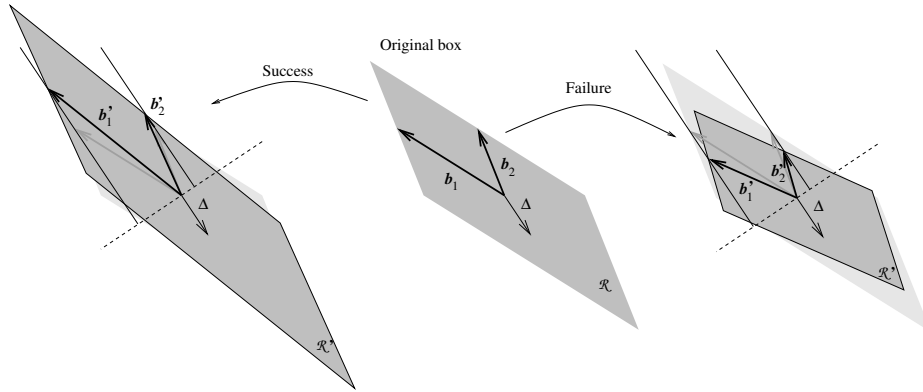 Original box
Success
Failure
b'1
b'2
Δ
R'
b1
b2
Δ
R
b'1
b'2
Δ
R'